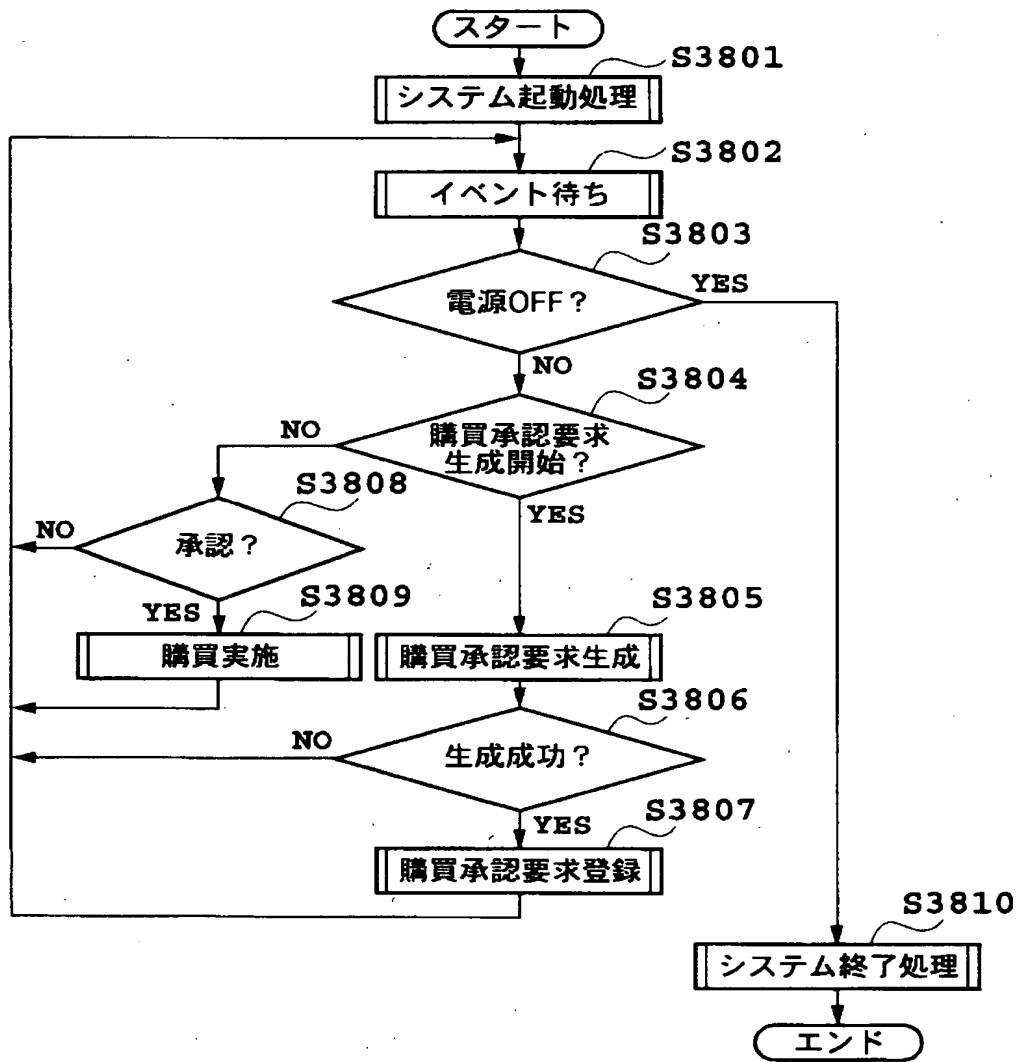 スタート
S3801
システム起動処理
S3802
イベント待ち
S3803
電源OFF?
YES
NO
S3804
購買承認要求
生成開始?
NO
YES
S3808
承認?
NO
YES
S3809
購買実施
S3805
購買承認要求生成
S3806
生成成功?
NO
YES
S3807
購買承認要求登録
S3810
システム終了処理
エンド